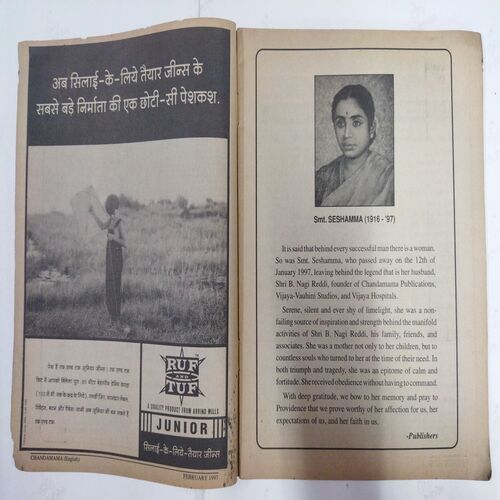 अब सिलाई-के-लिये तैयार जीन्स के
सबसे बड़े निर्माता की एक छोटी-सी पेशकश.
RUF
AND
TUF
A QUALITY PRODUCT FROM ARVIND MILLS
JUNIOR
सिलाई-के-लिये-तैयार जीन्स
CHANDAMAMA (English)
FEBRUARY 1997
Smt. SESHAMMA (1916 - '97)
It is said that behind every successful man there is a woman.
So was Smt. Seshamma, who passed away on the 12th of
January 1997, leaving behind the legend that is her husband,
Shri B. Nagi Reddi, founder of Chandamama Publications,
Vijaya-Vauhini Studios, and Vijaya Hospitals.
Serene, silent and ever shy of limelight, she was a non-
failing source of inspiration and strength behind the manifold
activities of Shri B. Nagi Reddi, his family, friends, and
associates. She was a mother not only to her children, but to
countless souls who turned to her at the time of their need. In
both triumph and tragedy, she was an epitome of calm and
fortitude. She received obedience without having to command.
With deep gratitude, we bow to her memory and pray to
Providence that we prove worthy of her affection for us, her
expectations of us, and her faith in us.
-Publishers